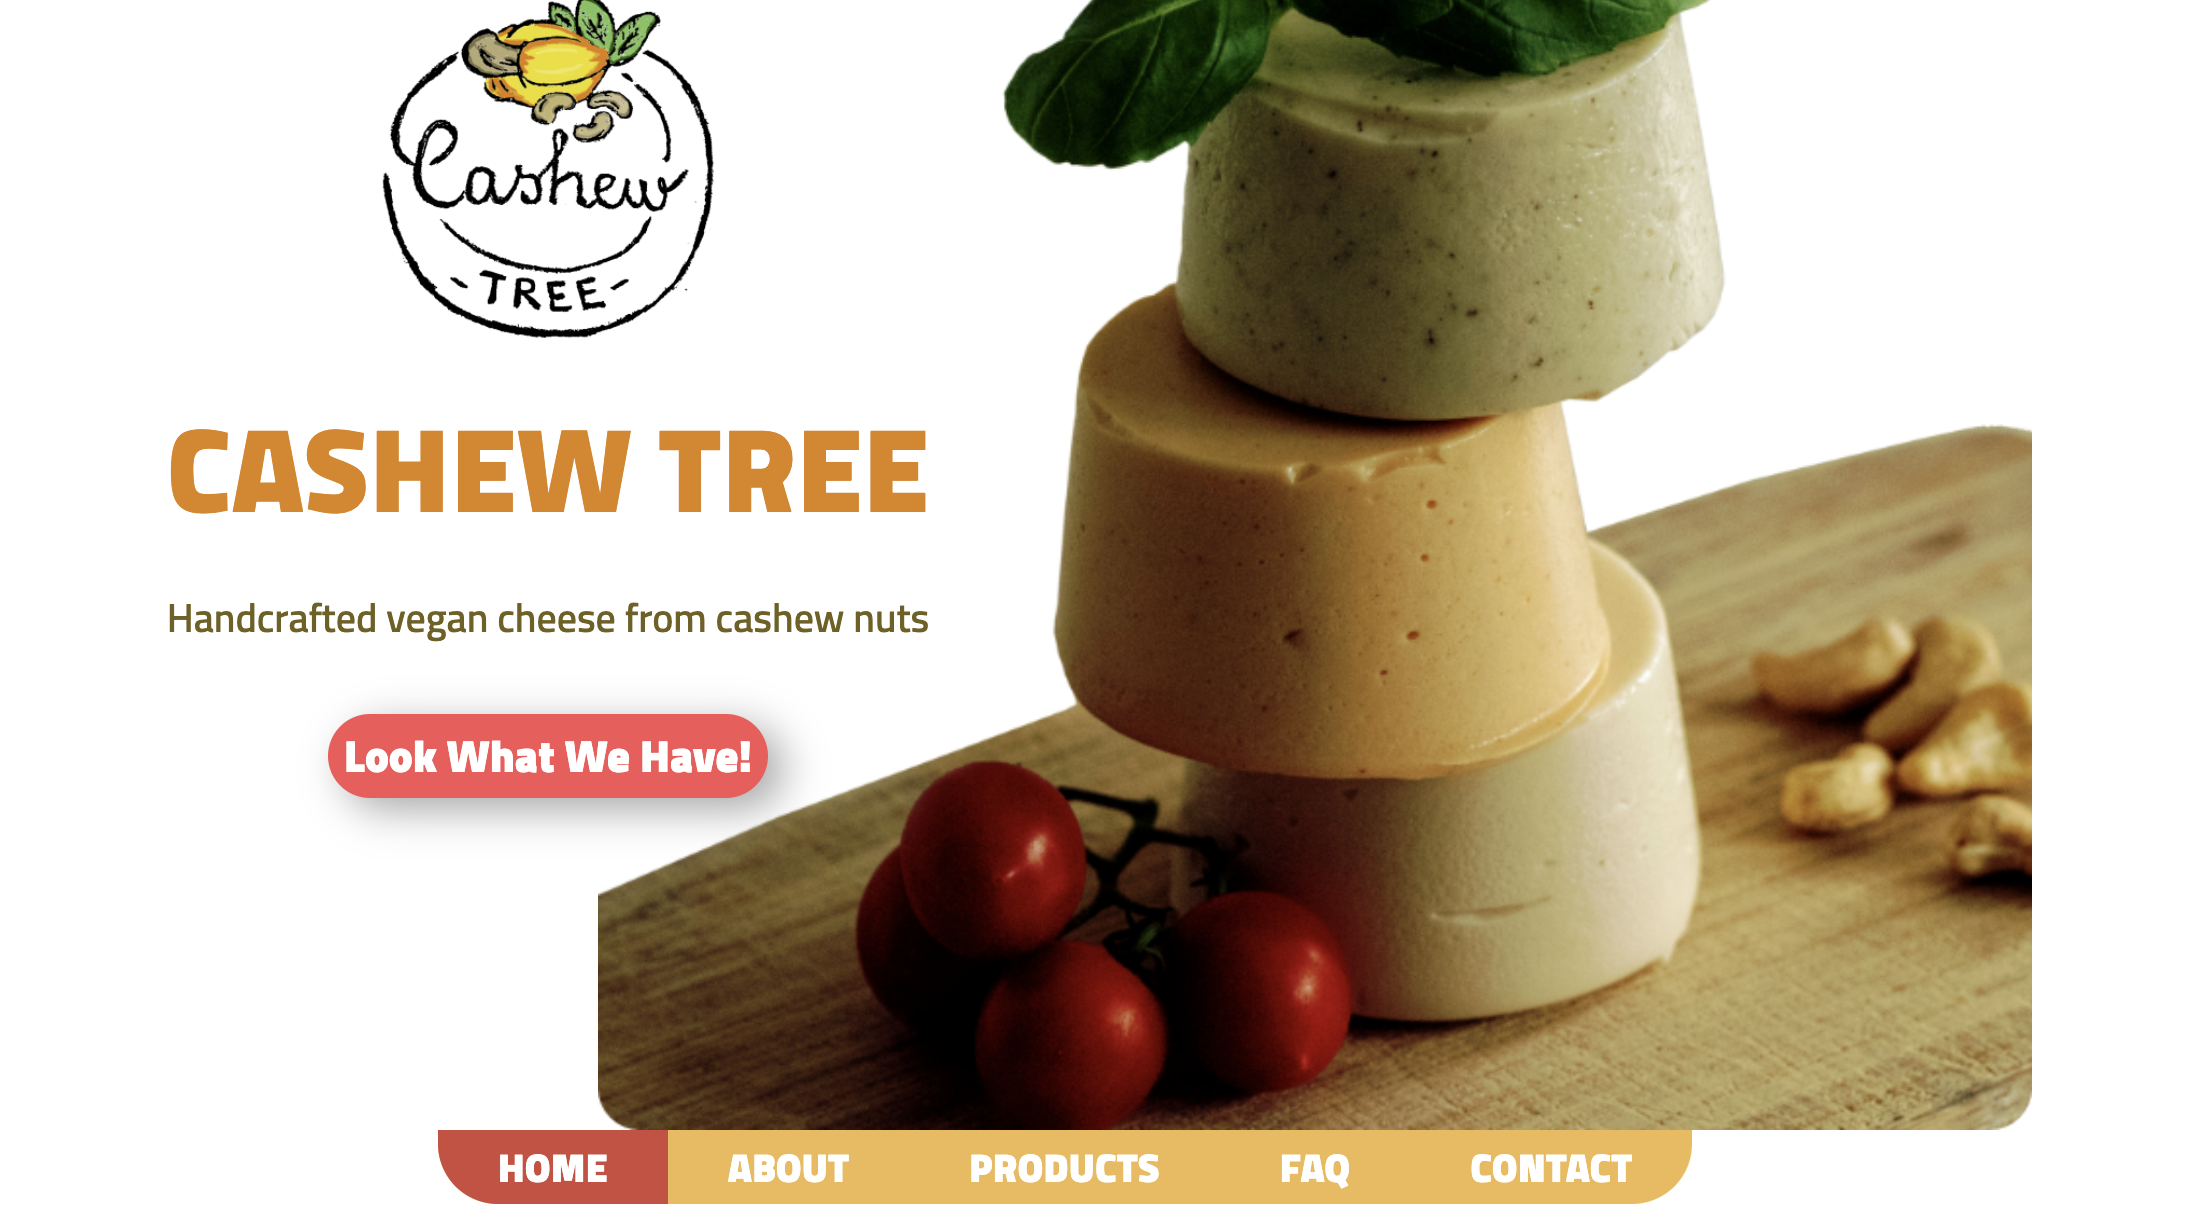 Cashew
- TREE -
CASHEW TREE
Handcrafted vegan cheese from cashew nuts
Look What We Have!
HOME ABOUT PRODUCTS FAQ CONTACT